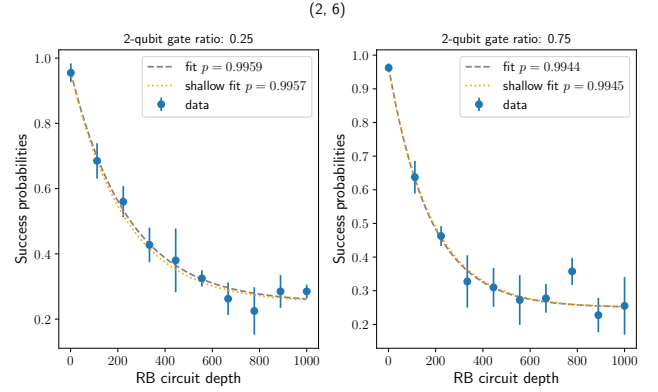 (2, 6)
2-qubit gate ratio: 0.25
fit p = 0.9959
shallow fit p = 0.9957
data
Success probabilities
1.0
0.8
0.6
0.4
0.2
0 200 400 600 800 1000
RB circuit depth
2-qubit gate ratio: 0.75
fit p = 0.9944
shallow fit p = 0.9945
data
Success probabilities
1.0
0.9
0.8
0.7
0.6
0.5
0.4
0.3
0.2
0 200 400 600 800 1000
RB circuit depth